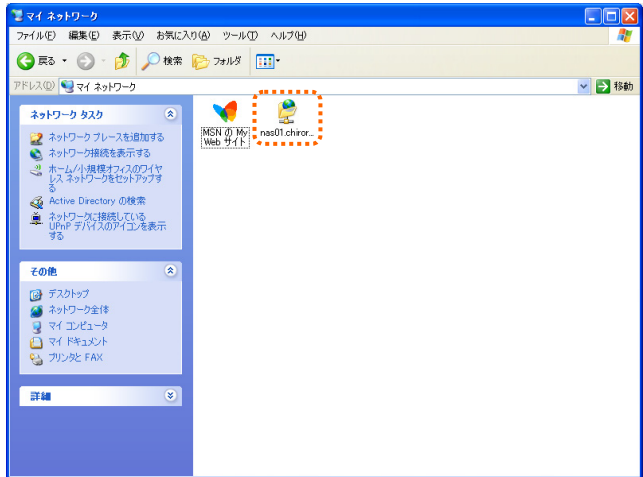 マイ ネットワーク
ファイル(F) 編集(E) 表示(V) お気に入り(A) ツール(T) ヘルプ(H)
戻る 検索 フォルダ
アドレス(D) マイ ネットワーク 移動
ネットワーク タスク
ネットワーク プレースを追加する
ネットワーク接続を表示する
ホーム/小規模オフィスのワイヤ
レス ネットワークをセットアップす
る
Active Directory の検索
ネットワークに接続している
UPnP デバイスのアイコンを表示
する
その他
デスクトップ
ネットワーク全体
マイ コンピュータ
マイ ドキュメント
プリンタと FAX
詳細
MSN の My
Web サイト
nas01.chiror...